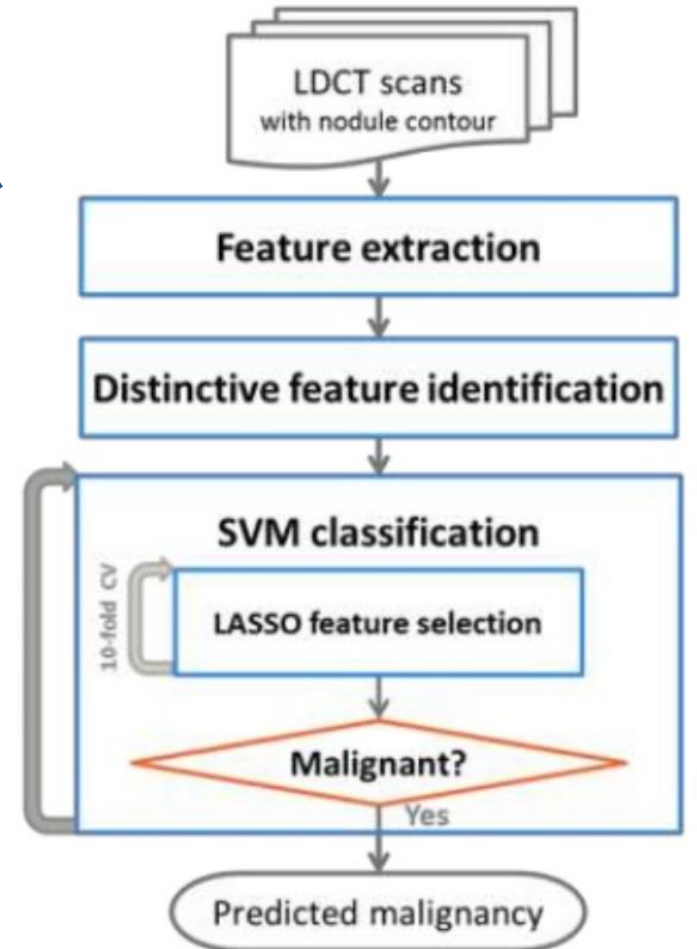 LDCT scans
with nodule contour
Feature extraction
Distinctive feature identification
SVM classification
10-fold CV
LASSO feature selection
Malignant?
Yes
Predicted malignancy